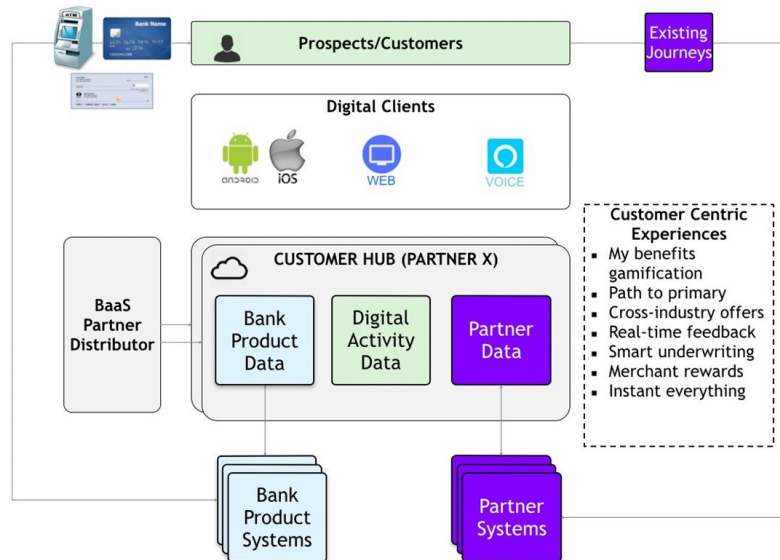 ATM
Bank Name
Prospects/Customers
Existing
Journeys
Digital Clients
ANDROID
iOS
WEB
VOICE
Customer Centric
Experiences
▪ My benefits
gamification
▪ Path to primary
▪ Cross-industry offers
▪ Real-time feedback
▪ Smart underwriting
▪ Merchant rewards
▪ Instant everything
BaaS
Partner
Distributor
CUSTOMER HUB (PARTNER X)
Bank
Product
Data
Digital
Activity
Data
Partner
Data
Bank
Product
Systems
Partner
Systems